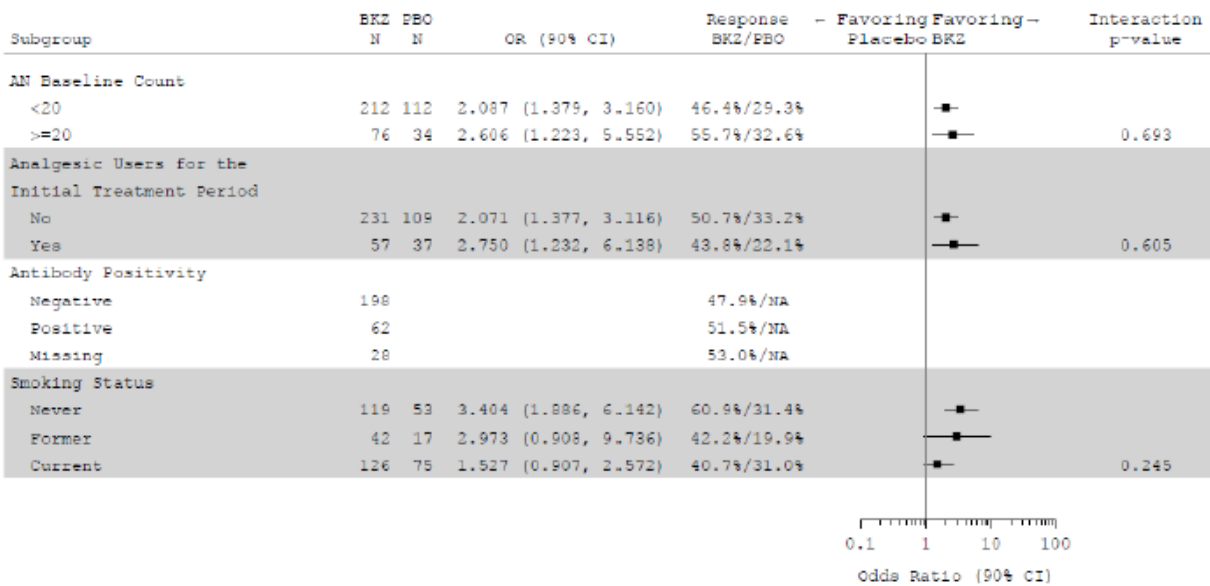 BKZ PBO Response ← Favoring Favoring → Interaction
Subgroup N N OR (90% CI) BKZ/PBO Placebo BKZ p-value
AN Baseline Count
<20 212 112 2.087 (1.379, 3.160) 46.4%/29.3%
>=20 76 34 2.606 (1.223, 5.552) 55.7%/32.6% 0.693
Analgesic Users for the
Initial Treatment Period
No 231 109 2.071 (1.377, 3.116) 50.7%/33.2%
Yes 57 37 2.750 (1.232, 6.138) 43.8%/22.1% 0.605
Antibody Positivity
Negative 198 47.9%/NA
Positive 62 51.5%/NA
Missing 28 53.0%/NA
Smoking Status
Never 119 53 3.404 (1.886, 6.142) 60.9%/31.4%
Former 42 17 2.973 (0.908, 9.736) 42.2%/19.9%
Current 126 75 1.527 (0.907, 2.572) 40.7%/31.0% 0.245
0.1 1 10 100
Odds Ratio (90% CI)